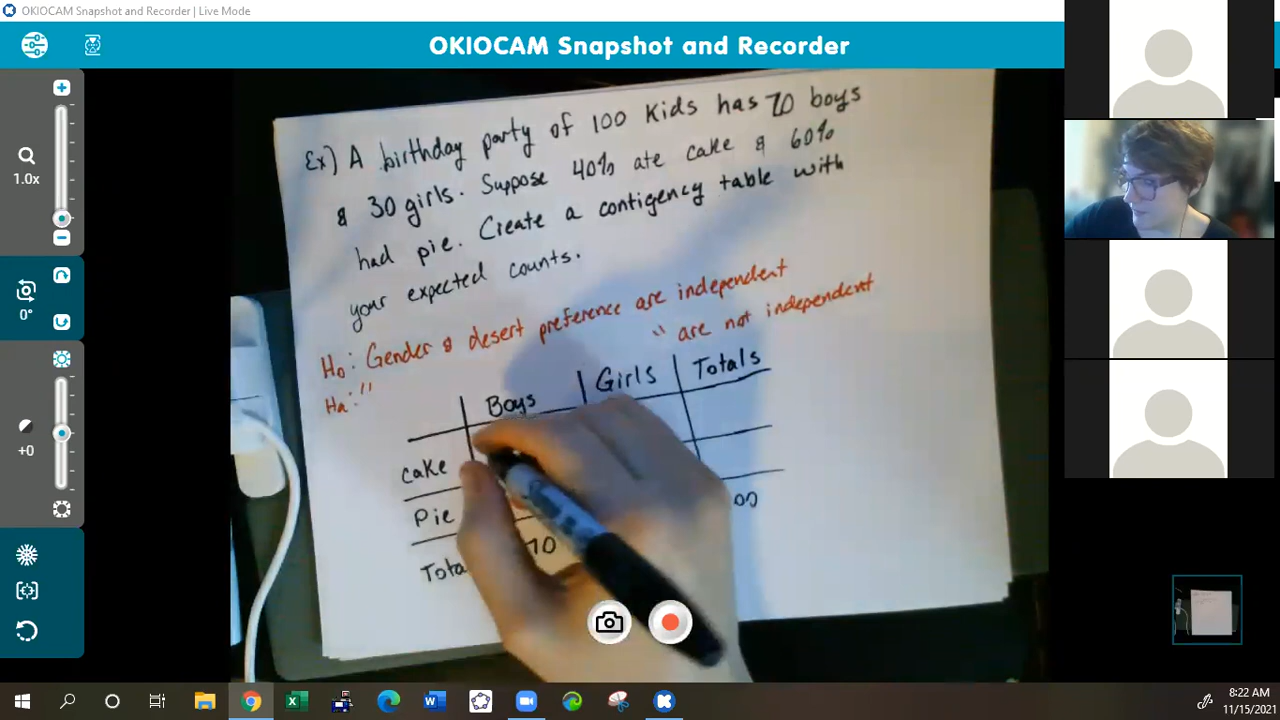 OKIOCAM Snapshot and Recorder | Live Mode
OKIOCAM Snapshot and Recorder
1.0x
0°
+0
Ex) A birthday party of 100 kids has 70 boys
& 30 girls. Suppose 40% ate cake & 60%
had pie. Create a contigency table with
your expected counts.
Ho: Gender & desert preference are independent
Ha: " " are not independent
Boys Girls Totals
cake
Pie
Tota 70 00
8:22 AM
11/15/2021